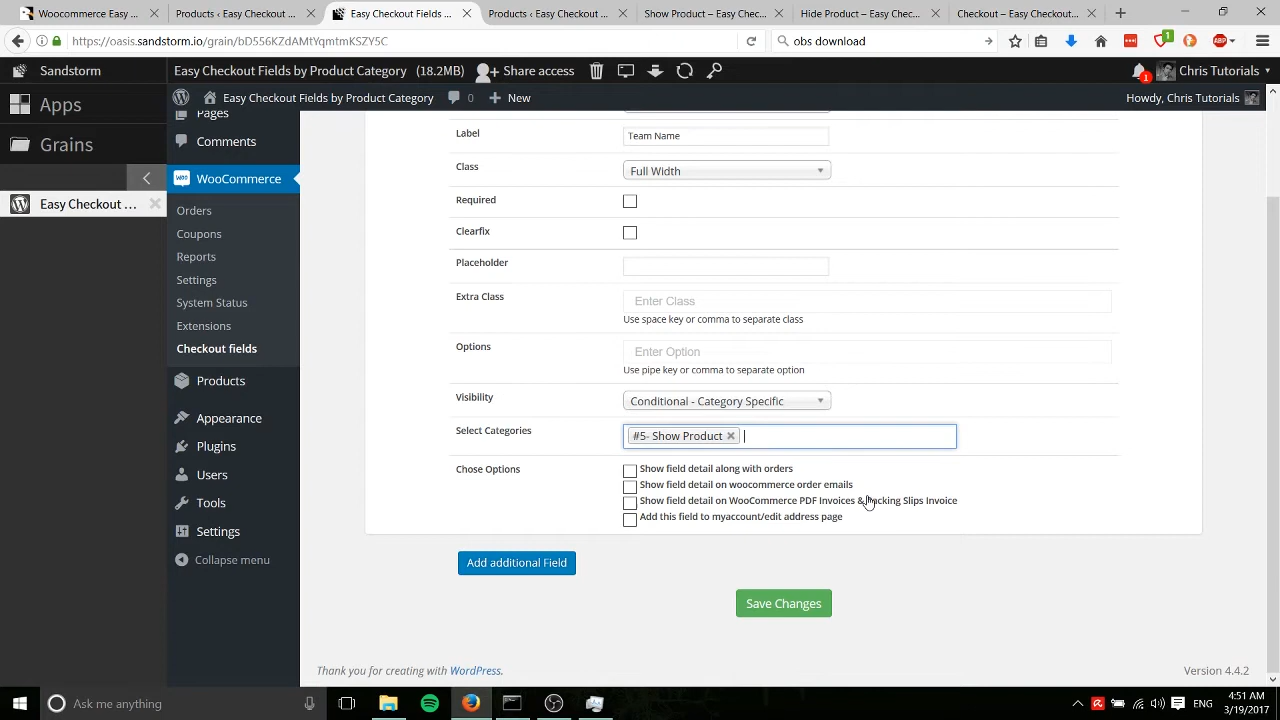 Woocommerce Easy ...
Products ‹ Easy Checkout ...
Easy Checkout Fields ...
Products ‹ Easy Checkout ...
Show Product – Easy Chec...
Hide Product – Easy Chec...
Checkout – Easy Checkout...
https://oasis.sandstorm.io/grain/bD556KZdAMtYqmtmKSZY5C
obs download
1
ABP
Sandstorm
Easy Checkout Fields by Product Category (18.2MB)
Share access
1
Chris Tutorials
Apps
Easy Checkout Fields by Product Category
0
New
Howdy, Chris Tutorials
Grains
Easy Checkout ...
Pages
Comments
WooCommerce
Orders
Coupons
Reports
Settings
System Status
Extensions
Checkout fields
Products
Appearance
Plugins
Users
Tools
Settings
Collapse menu
Label
Team Name
Class
Full Width
Required
Clearfix
Placeholder
Extra Class
Enter Class
Use space key or comma to separate class
Options
Enter Option
Use pipe key or comma to separate option
Visibility
Conditional - Category Specific
Select Categories
#5- Show Product
Chose Options
Show field detail along with orders
Show field detail on woocommerce order emails
Show field detail on WooCommerce PDF Invoices & Packing Slips Invoice
Add this field to myaccount/edit address page
Add additional Field
Save Changes
Thank you for creating with WordPress.
Version 4.4.2
Ask me anything
ENG
4:51 AM
3/19/2017